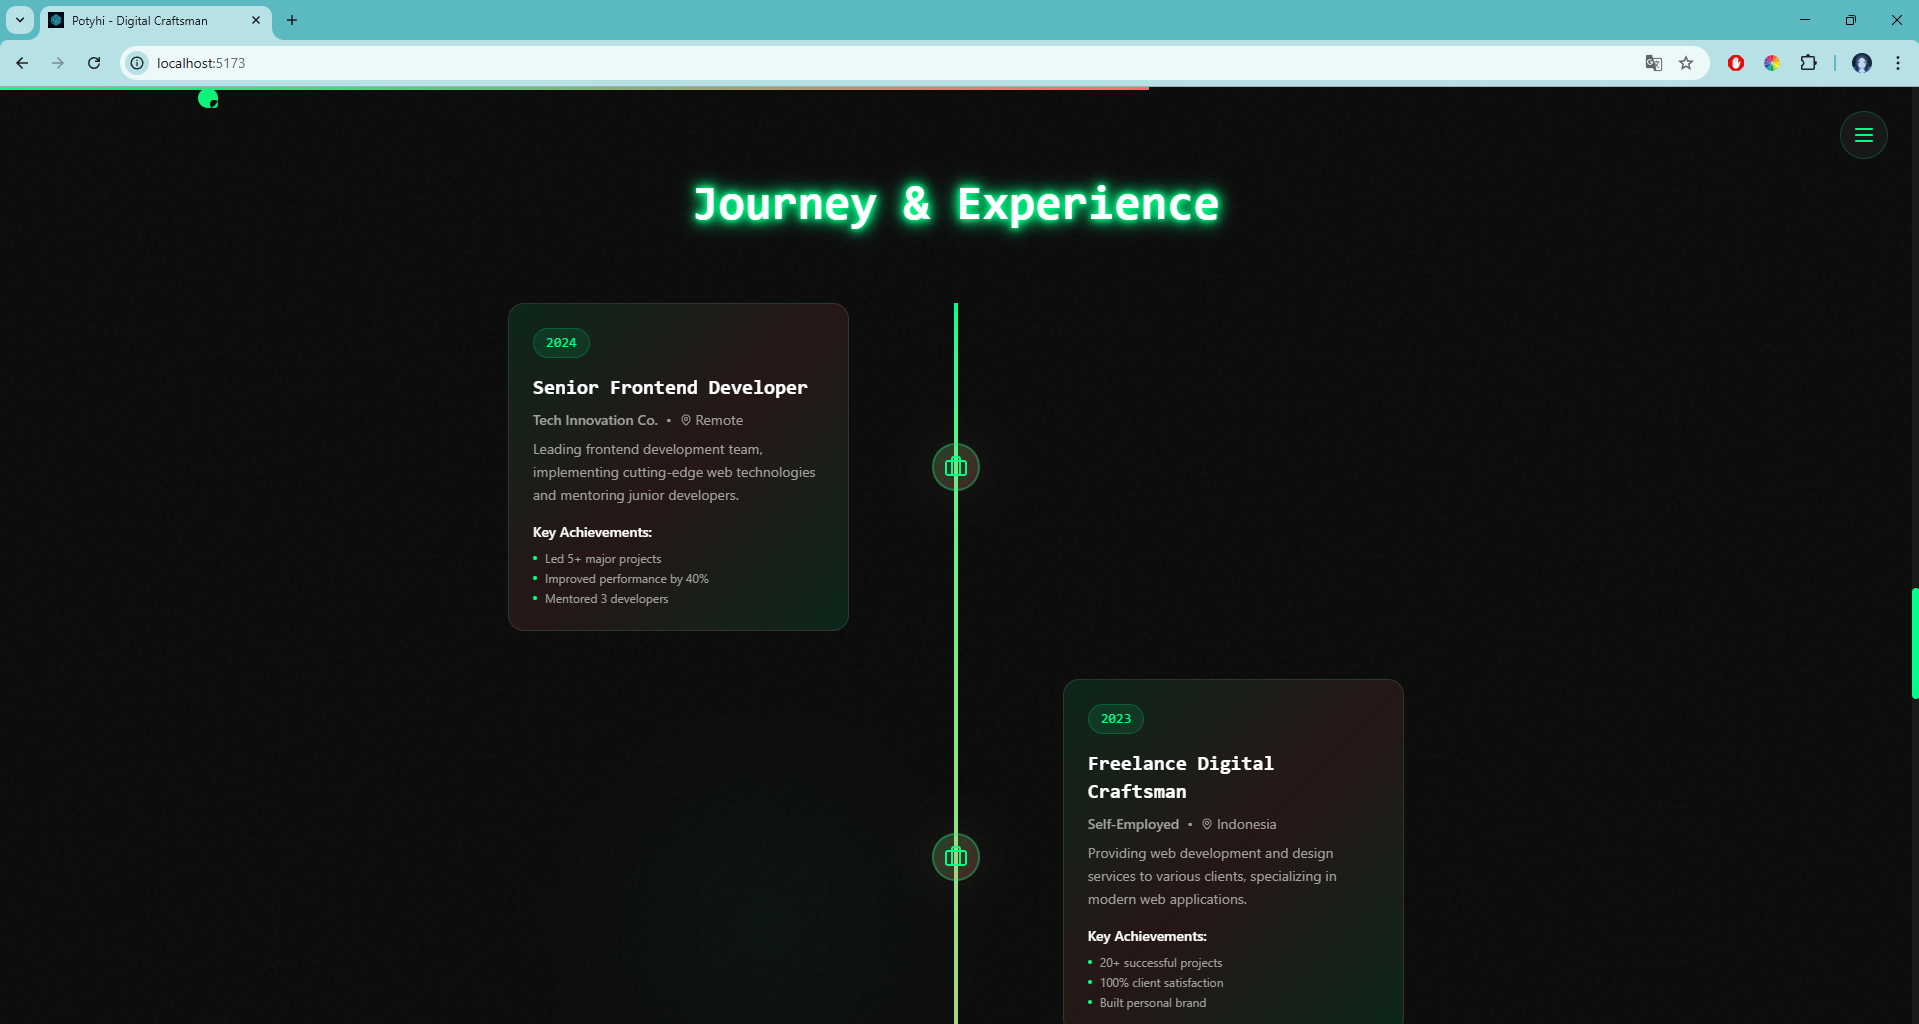 Potyhi - Digital Craftsman
localhost:5173
Journey & Experience
2024
Senior Frontend Developer
Tech Innovation Co. • Remote
Leading frontend development team,
implementing cutting-edge web technologies
and mentoring junior developers.
Key Achievements:
• Led 5+ major projects
• Improved performance by 40%
• Mentored 3 developers
2023
Freelance Digital
Craftsman
Self-Employed • Indonesia
Providing web development and design
services to various clients, specializing in
modern web applications.
Key Achievements:
• 20+ successful projects
• 100% client satisfaction
• Built personal brand